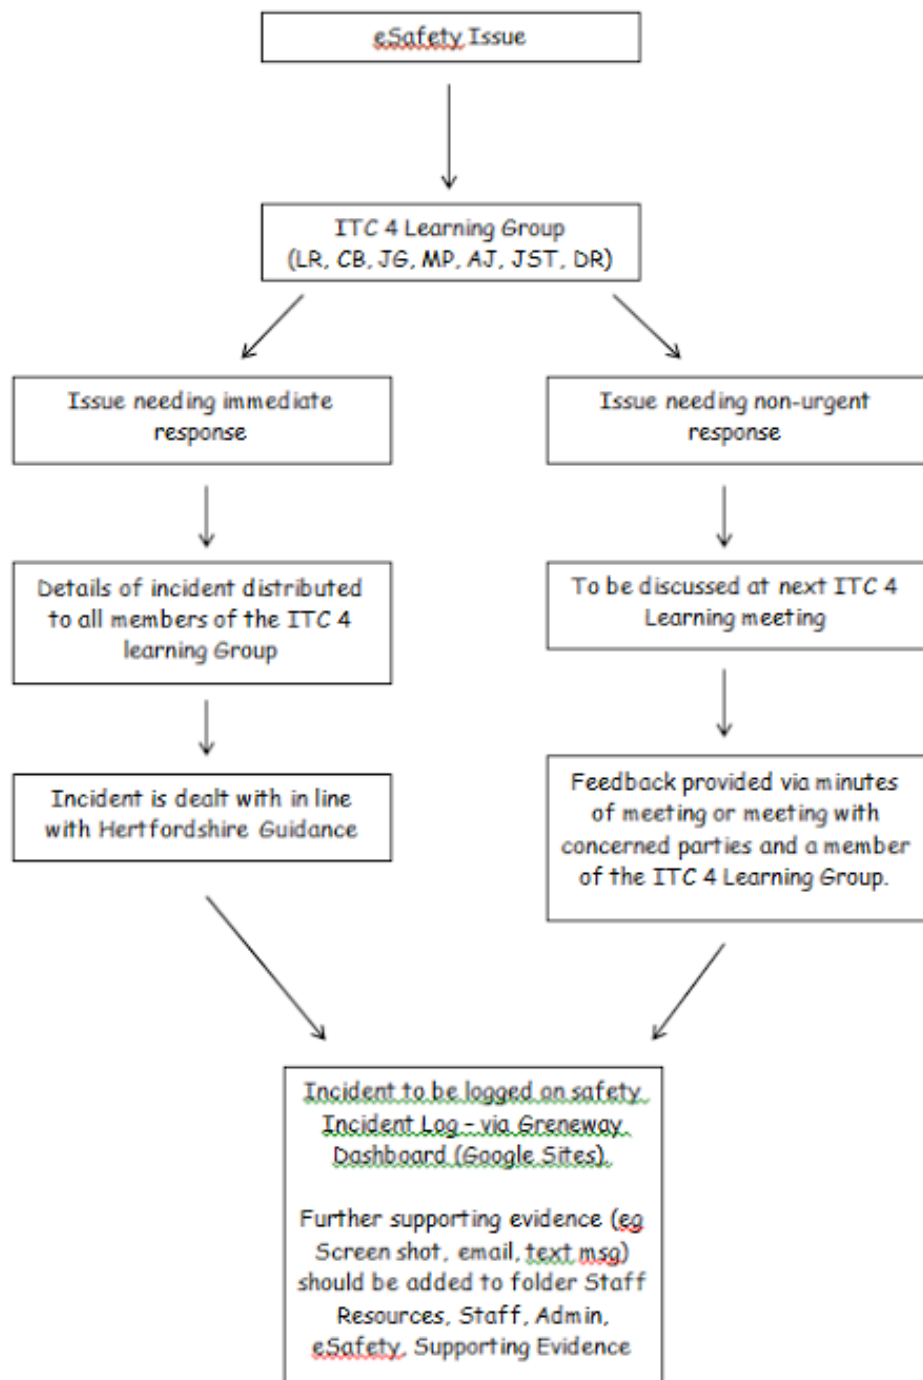 eSafety Issue
ITC 4 Learning Group
(LR, CB, JG, MP, AJ, JST, DR)
Issue needing immediate
response
Issue needing non-urgent
response
Details of incident distributed
to all members of the ITC 4
learning Group
To be discussed at next ITC 4
Learning meeting
Incident is dealt with in line
with Hertfordshire Guidance
Feedback provided via minutes
of meeting or meeting with
concerned parties and a member
of the ITC 4 Learning Group.
Incident to be logged on safety
Incident Log – via Greneway
Dashboard (Google Sites).
Further supporting evidence (eg
Screen shot, email, text msg)
should be added to folder Staff
Resources, Staff, Admin,
eSafety, Supporting Evidence